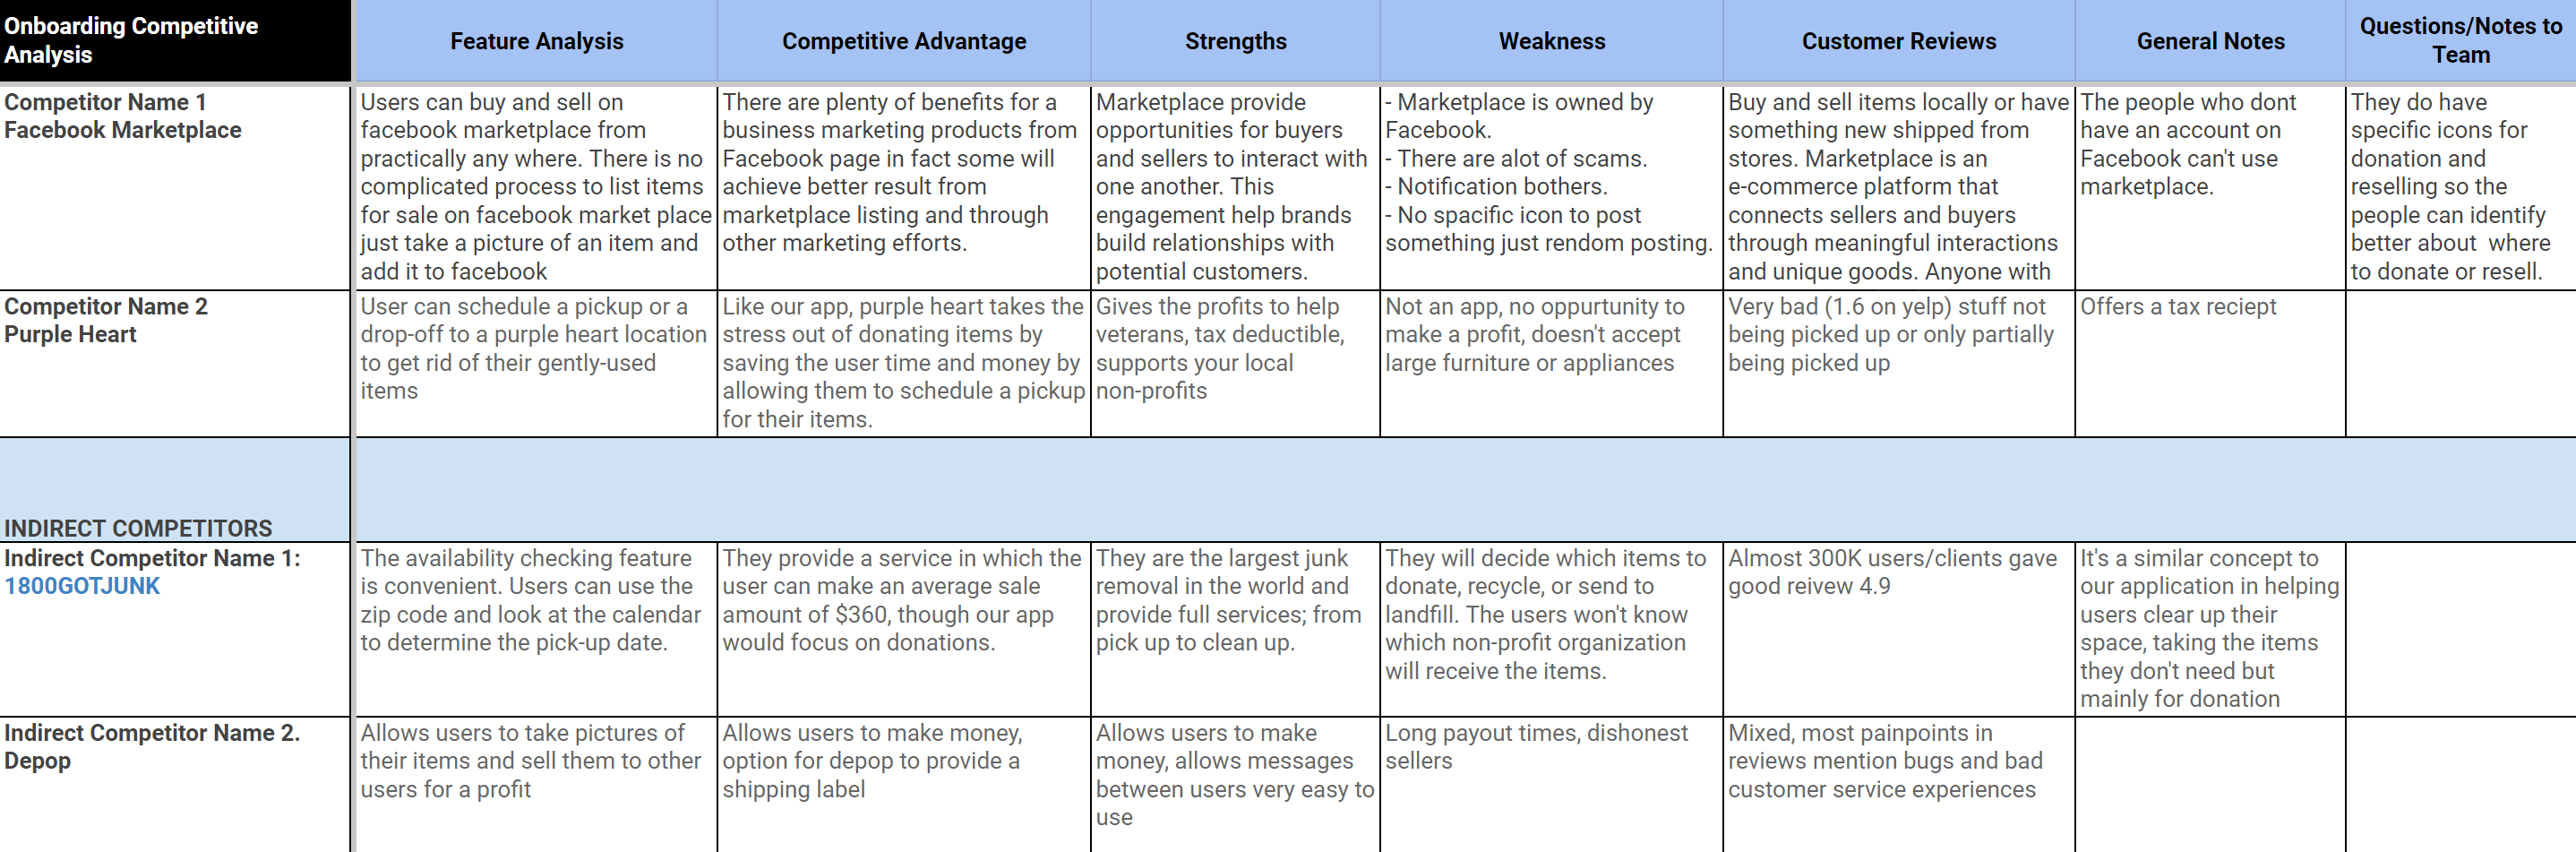 Onboarding Competitive
Analysis
Feature Analysis
Competitive Advantage
Strengths
Weakness
Customer Reviews
General Notes
Questions/Notes to
Team
Competitor Name 1
Facebook Marketplace
Users can buy and sell on
facebook marketplace from
practically any where. There is no
complicated process to list items
for sale on facebook market place
just take a picture of an item and
add it to facebook
There are plenty of benefits for a
business marketing products from
Facebook page in fact some will
achieve better result from
marketplace listing and through
other marketing efforts.
Marketplace provide
opportunities for buyers
and sellers to interact with
one another. This
engagement help brands
build relationships with
potential customers.
- Marketplace is owned by
Facebook.
- There are alot of scams.
- Notification bothers.
- No spacific icon to post
something just rendom posting.
Buy and sell items locally or have
something new shipped from
stores. Marketplace is an
e-commerce platform that
connects sellers and buyers
through meaningful interactions
and unique goods. Anyone with
The people who dont
have an account on
Facebook can't use
marketplace.
They do have
specific icons for
donation and
reselling so the
people can identify
better about  where
to donate or resell.
Competitor Name 2
Purple Heart
User can schedule a pickup or a
drop-off to a purple heart location
to get rid of their gently-used
items
Like our app, purple heart takes the
stress out of donating items by
saving the user time and money by
allowing them to schedule a pickup
for their items.
Gives the profits to help
veterans, tax deductible,
supports your local
non-profits
Not an app, no oppurtunity to
make a profit, doesn't accept
large furniture or appliances
Very bad (1.6 on yelp) stuff not
being picked up or only partially
being picked up
Offers a tax reciept
INDIRECT COMPETITORS
Indirect Competitor Name 1:
1800GOTJUNK
The availability checking feature
is convenient. Users can use the
zip code and look at the calendar
to determine the pick-up date.
They provide a service in which the
user can make an average sale
amount of $360, though our app
would focus on donations.
They are the largest junk
removal in the world and
provide full services; from
pick up to clean up.
They will decide which items to
donate, recycle, or send to
landfill. The users won't know
which non-profit organization
will receive the items.
Almost 300K users/clients gave
good reivew 4.9
It's a similar concept to
our application in helping
users clear up their
space, taking the items
they don't need but
mainly for donation
Indirect Competitor Name 2.
Depop
Allows users to take pictures of
their items and sell them to other
users for a profit
Allows users to make money,
option for depop to provide a
shipping label
Allows users to make
money, allows messages
between users very easy to
use
Long payout times, dishonest
sellers
Mixed, most painpoints in
reviews mention bugs and bad
customer service experiences